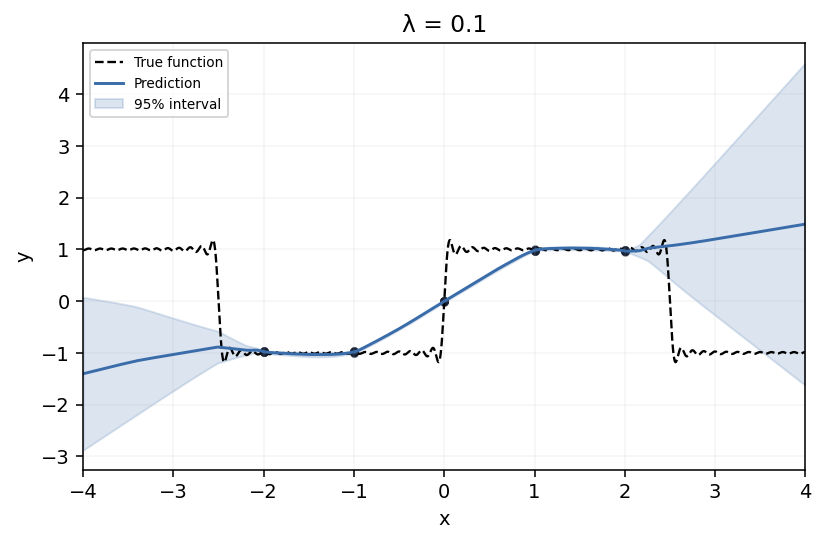 λ = 0.1
True function
Prediction
95% interval
y
4
3
2
1
0
−1
−2
−3
−4 −3 −2 −1 0 1 2 3 4
x